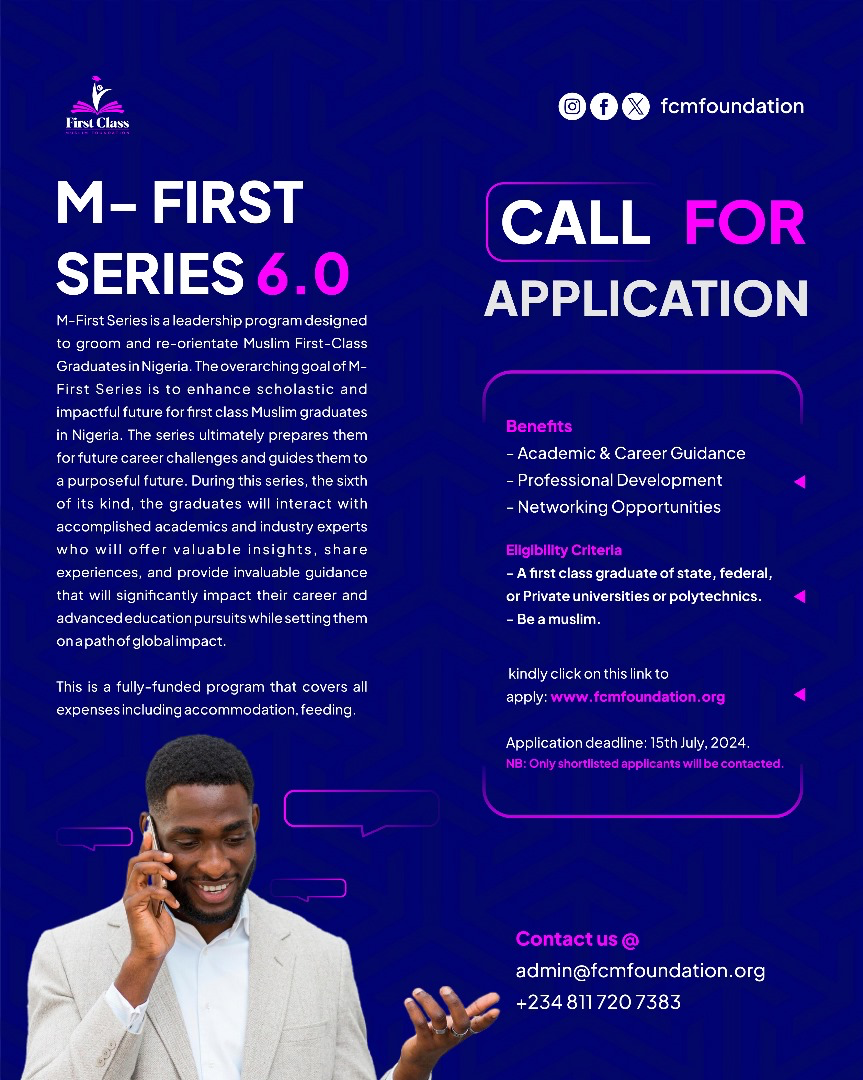 First Class
MUSLIM FOUNDATION
fcmfoundation
M– FIRST
SERIES 6.0
M-First Series is a leadership program designed
to groom and re-orientate Muslim First-Class
Graduates in Nigeria. The overarching goal of M-
First Series is to enhance scholastic and
impactful future for first class Muslim graduates
in Nigeria. The series ultimately prepares them
for future career challenges and guides them to
a purposeful future. During this series, the sixth
of its kind, the graduates will interact with
accomplished academics and industry experts
who will offer valuable insights, share
experiences, and provide invaluable guidance
that will significantly impact their career and
advanced education pursuits while setting them
on a path of global impact.
This is a fully-funded program that covers all
expenses including accommodation, feeding.
CALL FOR
APPLICATION
Benefits
- Academic & Career Guidance
- Professional Development
- Networking Opportunities
Eligibility Criteria
- A first class graduate of state, federal,
or Private universities or polytechnics.
- Be a muslim.
kindly click on this link to
apply: www.fcmfoundation.org
Application deadline: 15th July, 2024.
NB: Only shortlisted applicants will be contacted.
Contact us @
admin@fcmfoundation.org
+234 811 720 7383